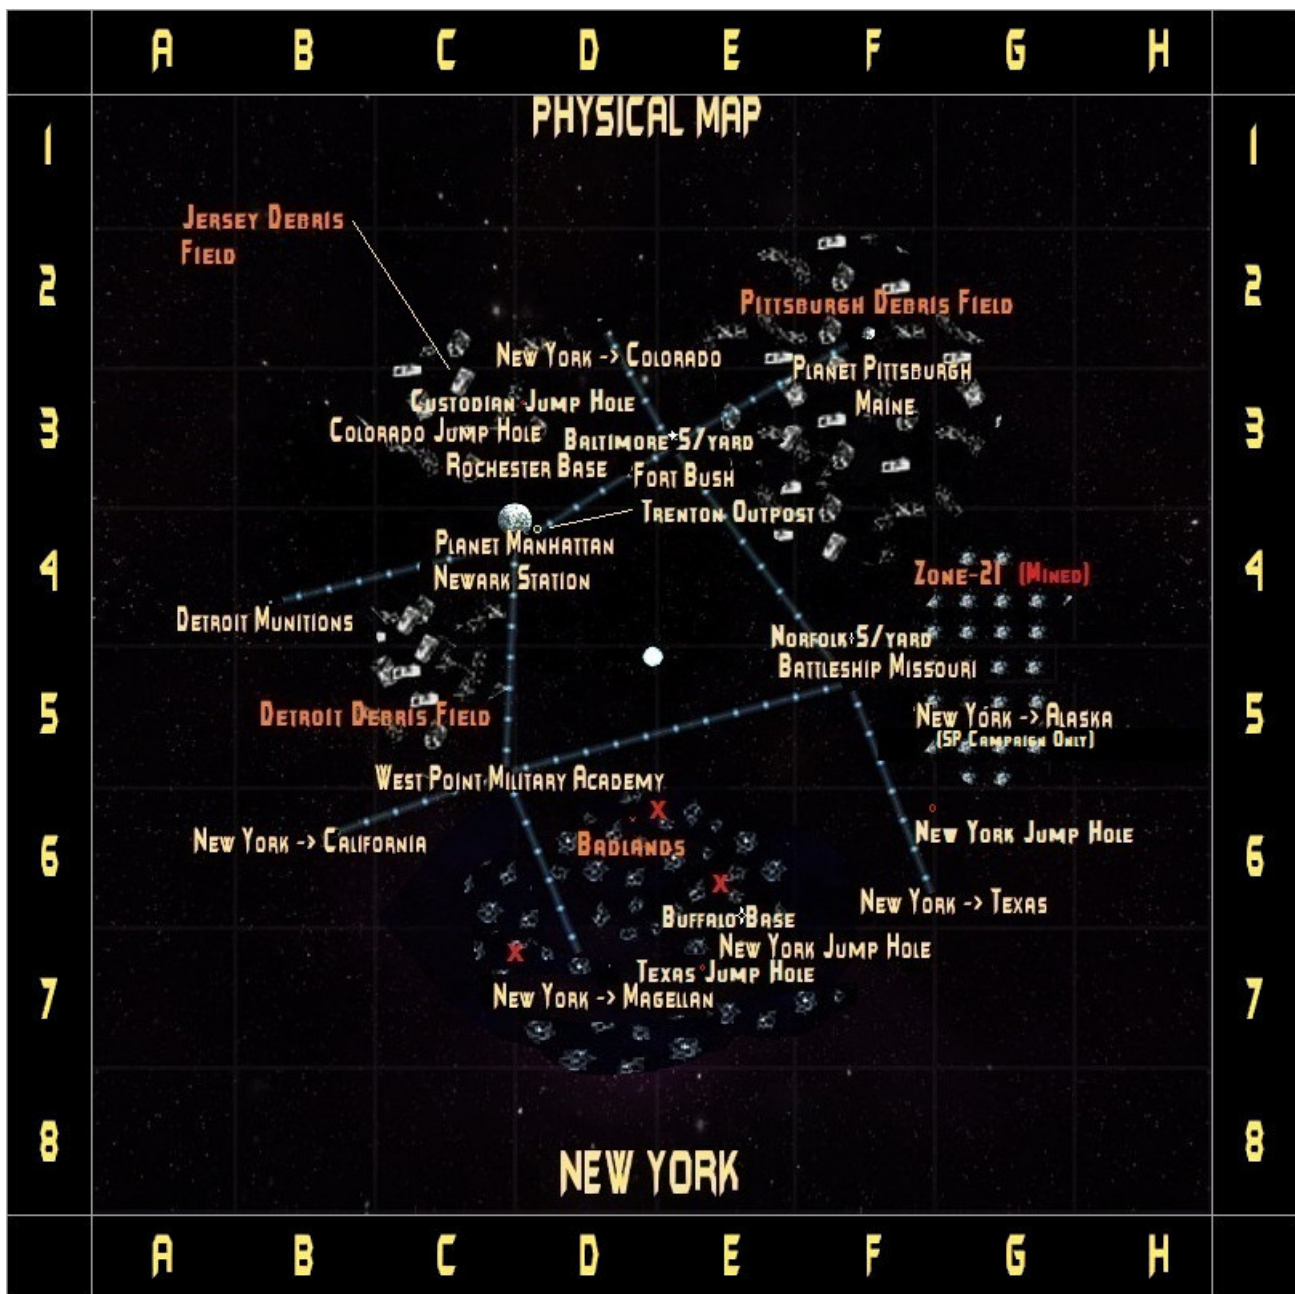 A B C D E F G H
PHYSICAL MAP
1 1
Jersey Debris
Field
2 2
Pittsburgh Debris Field
New York -> Colorado
Planet Pittsburgh
Maine
Custodian Jump Hole
3 3
Colorado Jump Hole
Baltimore S/yard
Rochester Base
Fort Bush
Trenton Outpost
Planet Manhattan
Newark Station
4 4
Zone-21 (Mined)
Detroit Munitions
Norfolk S/yard
Battleship Missouri
Detroit Debris Field
5 5
New York -> Alaska
(SP Campaign Only)
West Point Military Academy
X
New York -> California
Badlands
New York Jump Hole
6 6
X
New York -> Texas
Buffalo Base
New York Jump Hole
X
Texas Jump Hole
New York -> Magellan
7 7
8 8
NEW YORK
A B C D E F G H